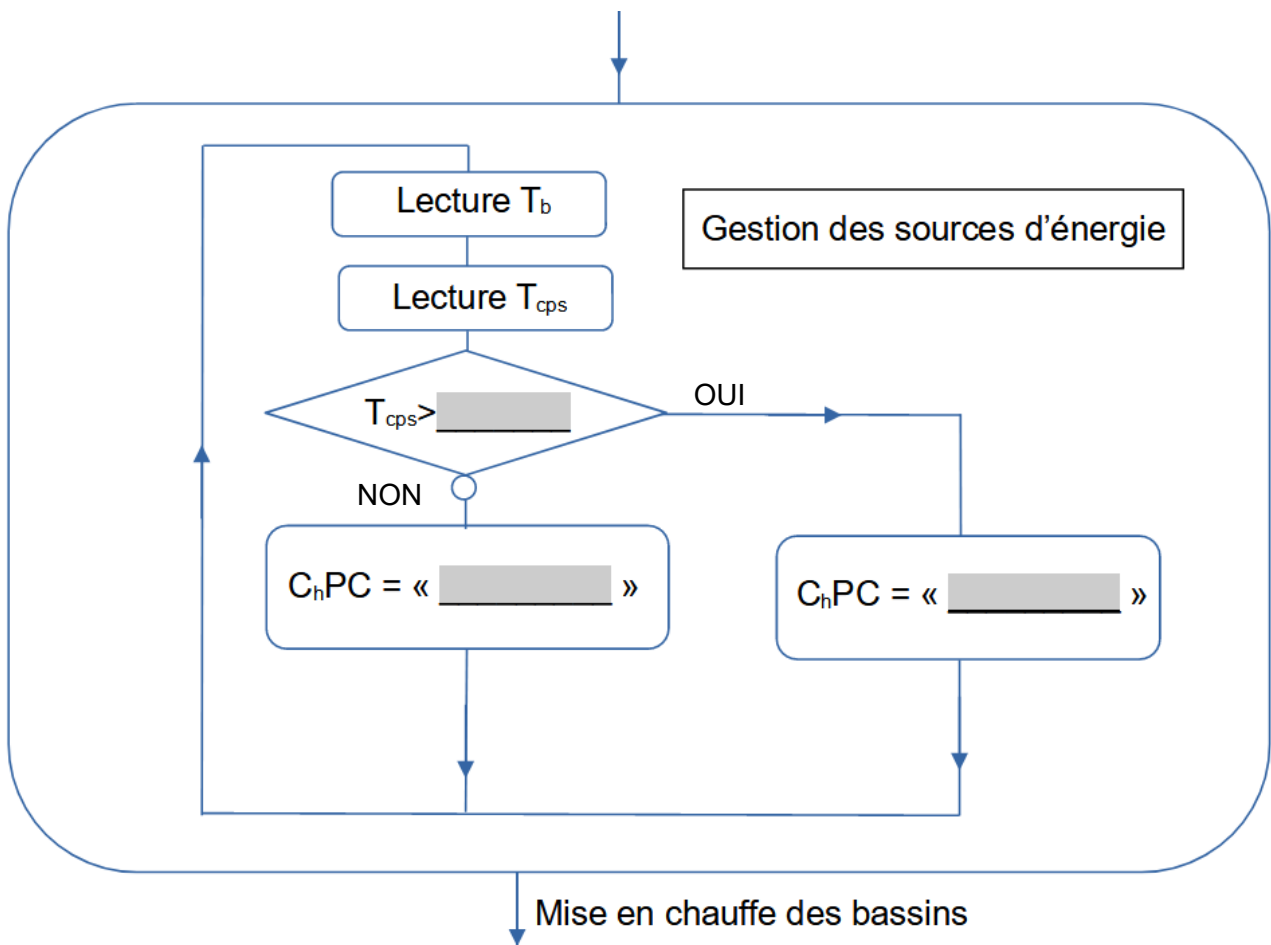 Lecture Tb
Gestion des sources d'énergie
Lecture Tcps
Tcps>
OUI
NON
ChPC = « __________ »
ChPC = « __________ »
Mise en chauffe des bassins